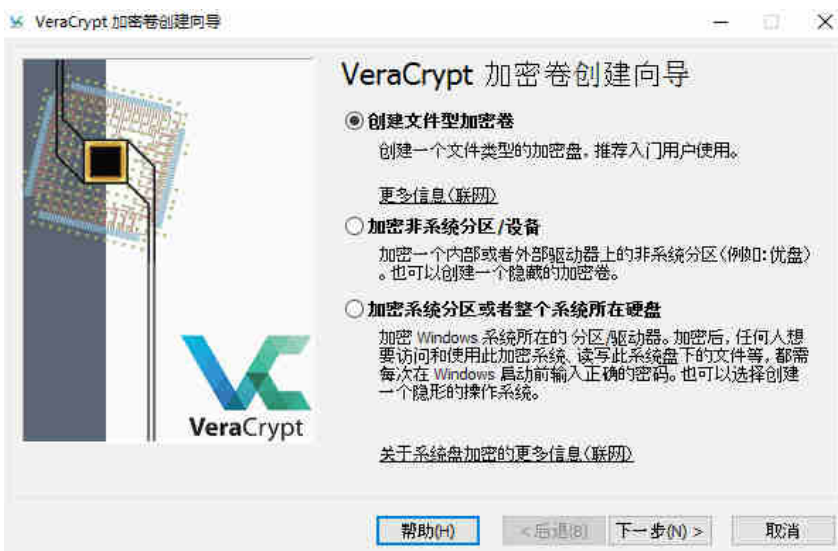 VeraCrypt 加密卷创建向导
VeraCrypt 加密卷创建向导
创建文件型加密卷
创建一个文件类型的加密盘，推荐入门用户使用。
更多信息(联网)
加密非系统分区/设备
加密一个内部或者外部驱动器上的非系统分区(例如:优盘)
。也可以创建一个隐藏的加密卷。
加密系统分区或者整个系统所在硬盘
加密 Windows 系统所在的 分区/驱动器。加密后，任何人想
要访问和使用此加密系统、读写此系统盘下的文件等，都需
每次在 Windows 启动前输入正确的密码。也可以选择创建
一个隐形的操作系统。
关于系统盘加密的更多信息(联网)
VeraCrypt
帮助(H)
< 后退(B)
下一步(N) >
取消